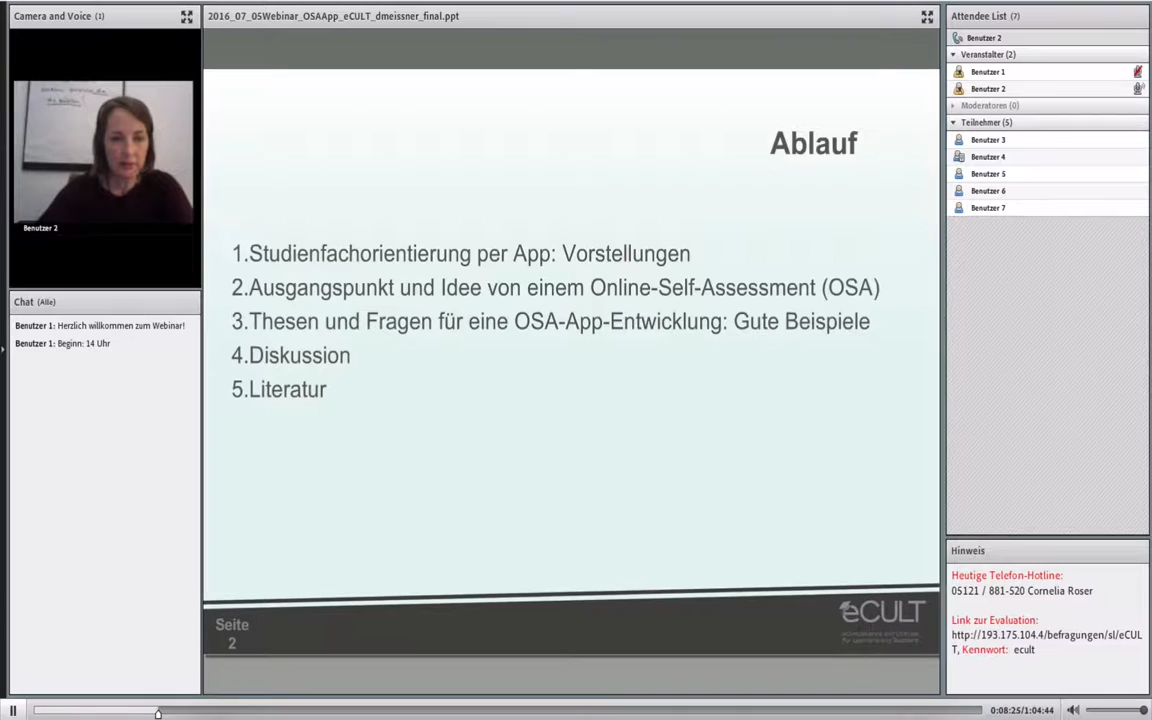 Camera and Voice (1)
Benutzer 2
Chat (Alle)
Benutzer 1: Herzlich willkommen zum Webinar!
Benutzer 1: Beginn: 14 Uhr
2016_07_05Webinar_OSAApp_eCULT_dmeissner_final.ppt
Ablauf
1.Studienfachorientierung per App: Vorstellungen
2.Ausgangspunkt und Idee von einem Online-Self-Assessment (OSA)
3.Thesen und Fragen für eine OSA-App-Entwicklung: Gute Beispiele
4.Diskussion
5.Literatur
Seite
2
eCULT
Attendee List (7)
Benutzer 2
Veranstalter (2)
Benutzer 1
Benutzer 2
Moderatoren (0)
Teilnehmer (5)
Benutzer 3
Benutzer 4
Benutzer 5
Benutzer 6
Benutzer 7
Hinweis
Heutige Telefon-Hotline:
05121 / 881-520 Cornelia Roser
Link zur Evaluation:
http://193.175.104.4/befragungen/sl/eCUL
T, Kennwort: ecult
0:08:25/1:04:44